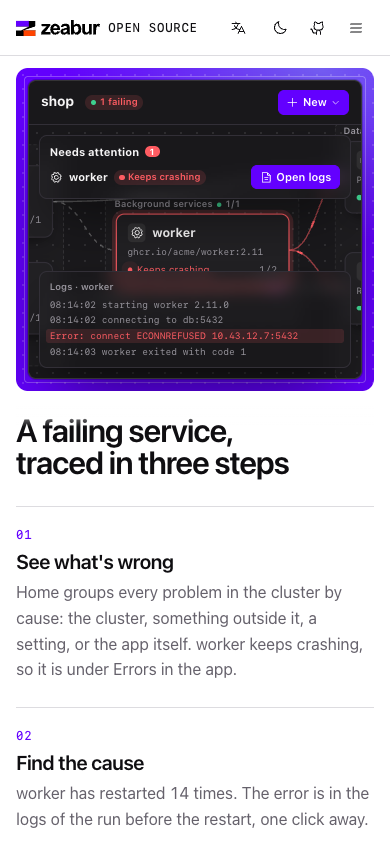 zeabur OPEN SOURCE
shop
1 failing
New
Data
Needs attention 1
worker Keeps crashing
Open logs
Background services 1/1
/1
worker
ghcr.io/acme/worker:2.11
Keeps crashing 1/2
/1
Logs · worker
08:14:02 starting worker 2.11.0
08:14:02 connecting to db:5432
Error: connect ECONNREFUSED 10.43.12.7:5432
08:14:03 worker exited with code 1
A failing service,
traced in three steps
01
See what's wrong
Home groups every problem in the cluster by
cause: the cluster, something outside it, a
setting, or the app itself. worker keeps crashing,
so it is under Errors in the app.
02
Find the cause
worker has restarted 14 times. The error is in the
logs of the run before the restart, one click away.